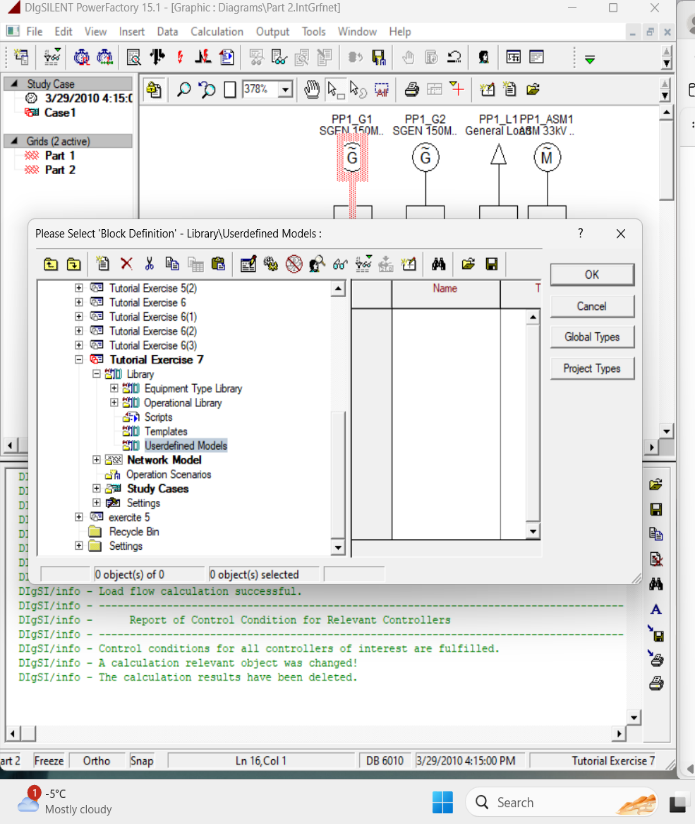 DIgSILENT PowerFactory 15.1 - [Graphic : Diagrams\Part 2.IntGrfnet]
File Edit View Insert Data Calculation Output Tools Window Help
378%
Study Case
3/29/2010 4:15:0
Case1
Grids (2 active)
Part 1
Part 2
PP1_G1 PP1_G2 PP1_L1 PP1_ASM1
SGEN 150M.. SGEN 150M.. General Load ASM 33kV ..
G G M
Please Select 'Block Definition' - Library\Userdefined Models :
? X
OK
Cancel
Global Types
Project Types
Name T
Tutorial Exercise 5(2)
Tutorial Exercise 6
Tutorial Exercise 6(1)
Tutorial Exercise 6(2)
Tutorial Exercise 6(3)
Tutorial Exercise 7
Library
Equipment Type Library
Operational Library
Scripts
Templates
Userdefined Models
Network Model
Operation Scenarios
Study Cases
Settings
exercite 5
Recycle Bin
Settings
0 object(s) of 0 0 object(s) selected
DIgSI/info - Load flow calculation successful.
DIgSI/info - --------------------------------------------------------------------------
DIgSI/info - Report of Control Condition for Relevant Controllers
DIgSI/info - --------------------------------------------------------------------------
DIgSI/info - Control conditions for all controllers of interest are fulfilled.
DIgSI/info - A calculation relevant object was changed!
DIgSI/info - The calculation results have been deleted.
art 2 Freeze Ortho Snap Ln 16,Col 1 DB 6010 3/29/2010 4:15:00 PM Tutorial Exercise 7
1
-5°C
Mostly cloudy
Search